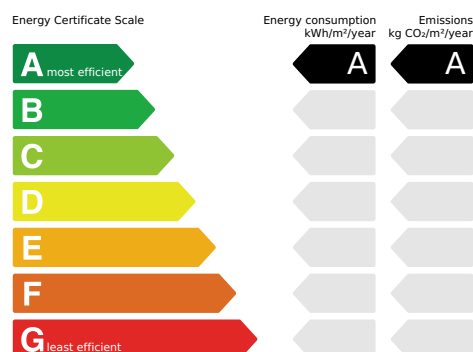 Energy Certificate Scale
Energy consumption
kWh/m²/year
Emissions
kg CO₂/m²/year
A most efficient
A
A
B
C
D
E
F
G least efficient